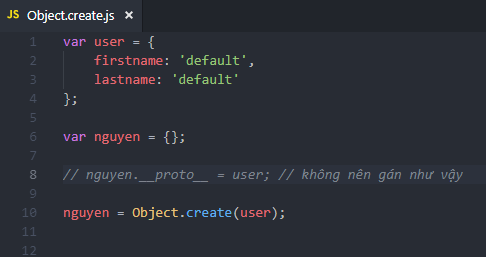 JS Object.create.js ×
1 var user = {
2 firstname: 'default',
3 lastname: 'default'
4 };
5
6 var nguyen = {};
7
8 // nguyen.__proto__ = user; // không nên gán như vậy
9
10 nguyen = Object.create(user);
11
12